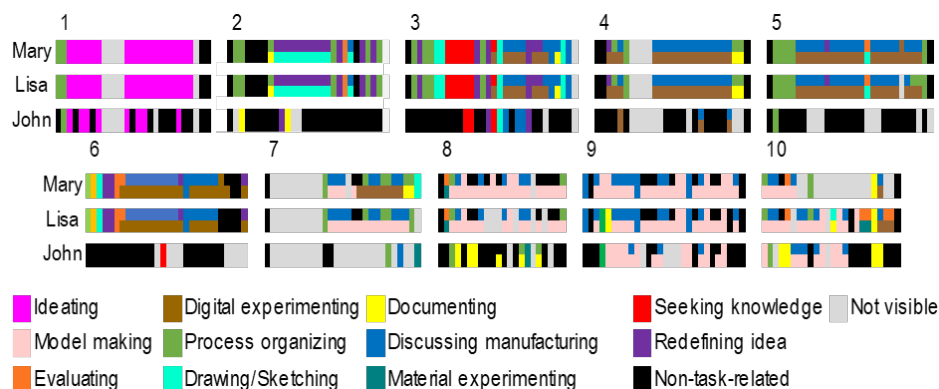 1 2 3 4 5
Mary
Lisa
John
6 7 8 9 10
Mary
Lisa
John
Ideating Digital experimenting Documenting Seeking knowledge Not visible
Model making Process organizing Discussing manufacturing Redefining idea
Evaluating Drawing/Sketching Material experimenting Non-task-related